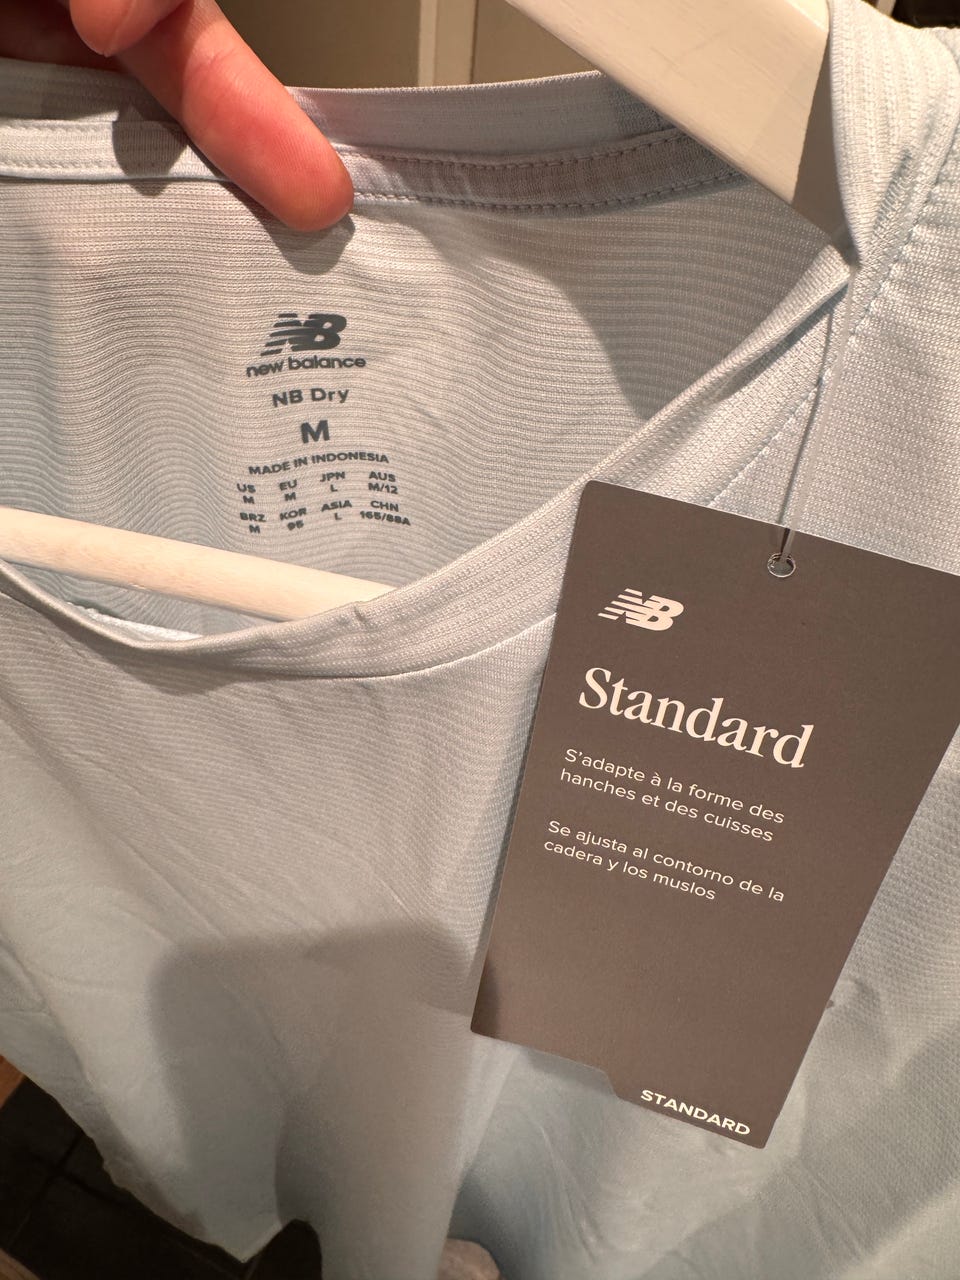 NB
new balance
NB Dry
M
MADE IN INDONESIA
US EU JPN AUS
M M L M/12
BRZ KOR ASIA CHN
M 95 L 165/88A
NB
Standard
S'adapte à la forme des
hanches et des cuisses
Se ajusta al contorno de la
cadera y los muslos
STANDARD